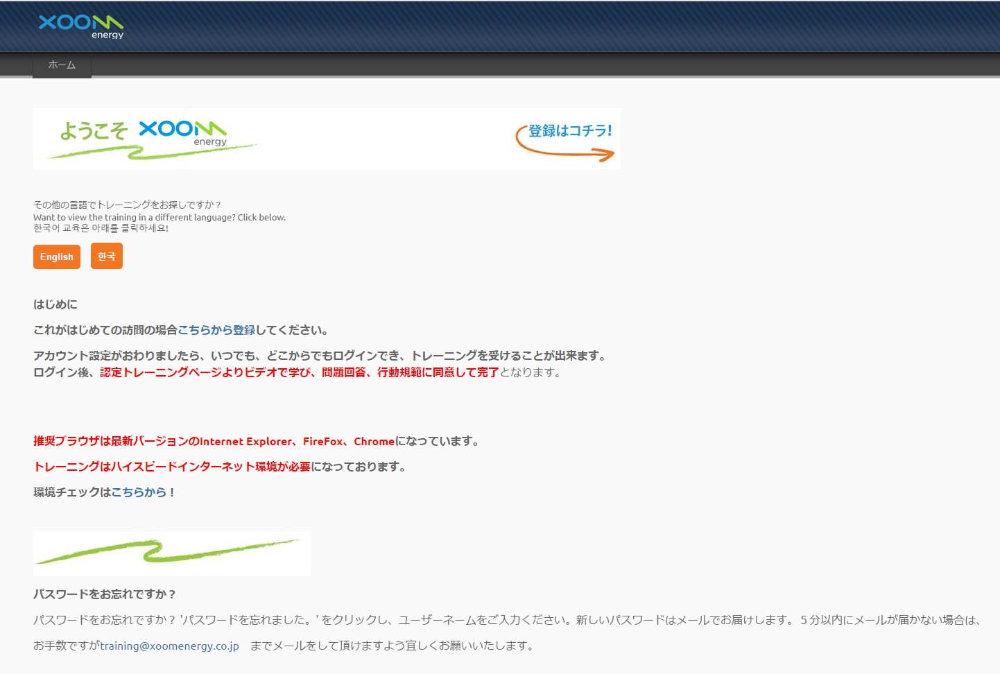 XOOM
energy
ホーム
ようこそ XOOM
energy
登録はコチラ!
その他の言語でトレーニングをお探しですか？
Want to view the training in a different language? Click below.
한국어 교육은 아래를 클릭하세요!
English 한국
はじめに
これがはじめての訪問の場合こちらから登録してください。
アカウント設定がおわりましたら、いつでも、どこからでもログインでき、トレーニングを受けることが出来ます。
ログイン後、認定トレーニングページよりビデオで学び、問題回答、行動規範に同意して完了となります。
推奨ブラウザは最新バージョンのInternet Explorer、FireFox、Chromeになっています。
トレーニングはハイスピードインターネット環境が必要になっております。
環境チェックはこちらから！
パスワードをお忘れですか？
パスワードをお忘れですか？ 'パスワードを忘れました。' をクリックし、ユーザーネームをご入力ください。新しいパスワードはメールでお届けします。５分以内にメールが届かない場合は、
お手数ですがtraining@xoomenergy.co.jp　までメールをして頂けますよう宜しくお願いいたします。